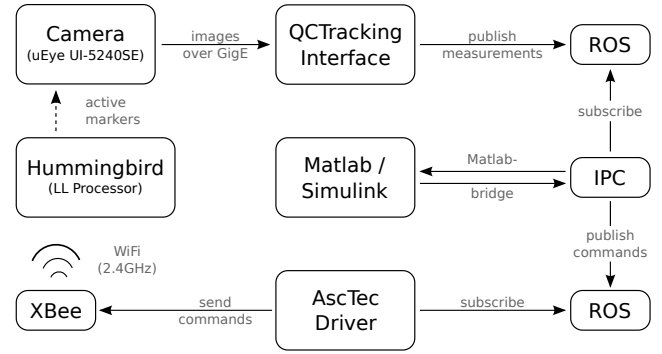 Camera
(uEye UI-5240SE)
images
over GigE
QCTracking
Interface
publish
measurements
ROS
active
markers
subscribe
Hummingbird
(LL Processor)
Matlab /
Simulink
Matlab-
bridge
IPC
WiFi
(2.4GHz)
publish
commands
XBee
send
commands
AscTec
Driver
subscribe
ROS